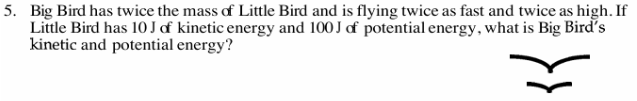 5. Big Bird has twice the mass of Little Bird and is flying twice as fast and twice as high. If
Little Bird has 10 J of kinetic energy and 100 J of potential energy, what is Big Bird's
kinetic and potential energy?